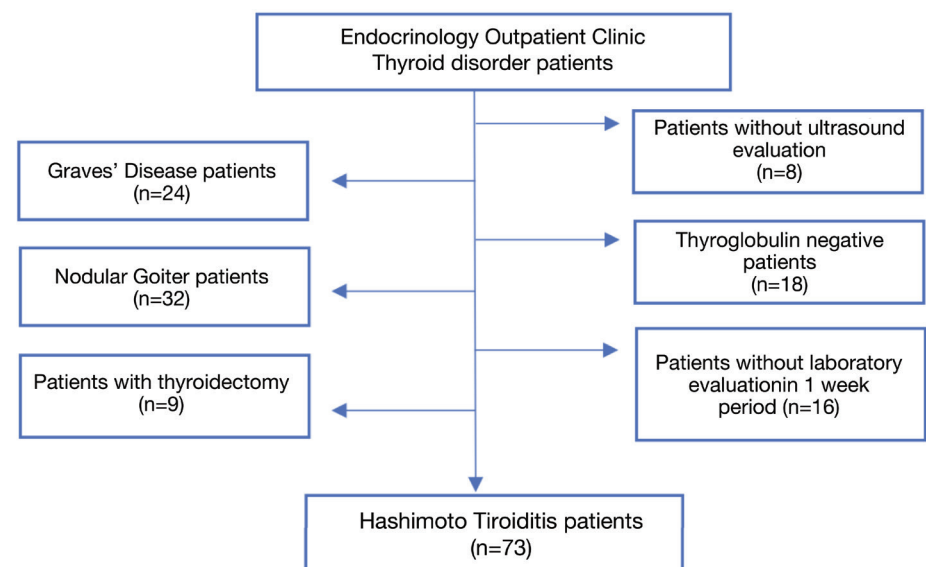 Endocrinology Outpatient Clinic
Thyroid disorder patients
Patients without ultrasound
evaluation
(n=8)
Graves’ Disease patients
(n=24)
Thyroglobulin negative
patients
(n=18)
Nodular Goiter patients
(n=32)
Patients without laboratory
evaluationin 1 week
period (n=16)
Patients with thyroidectomy
(n=9)
Hashimoto Tiroiditis patients
(n=73)